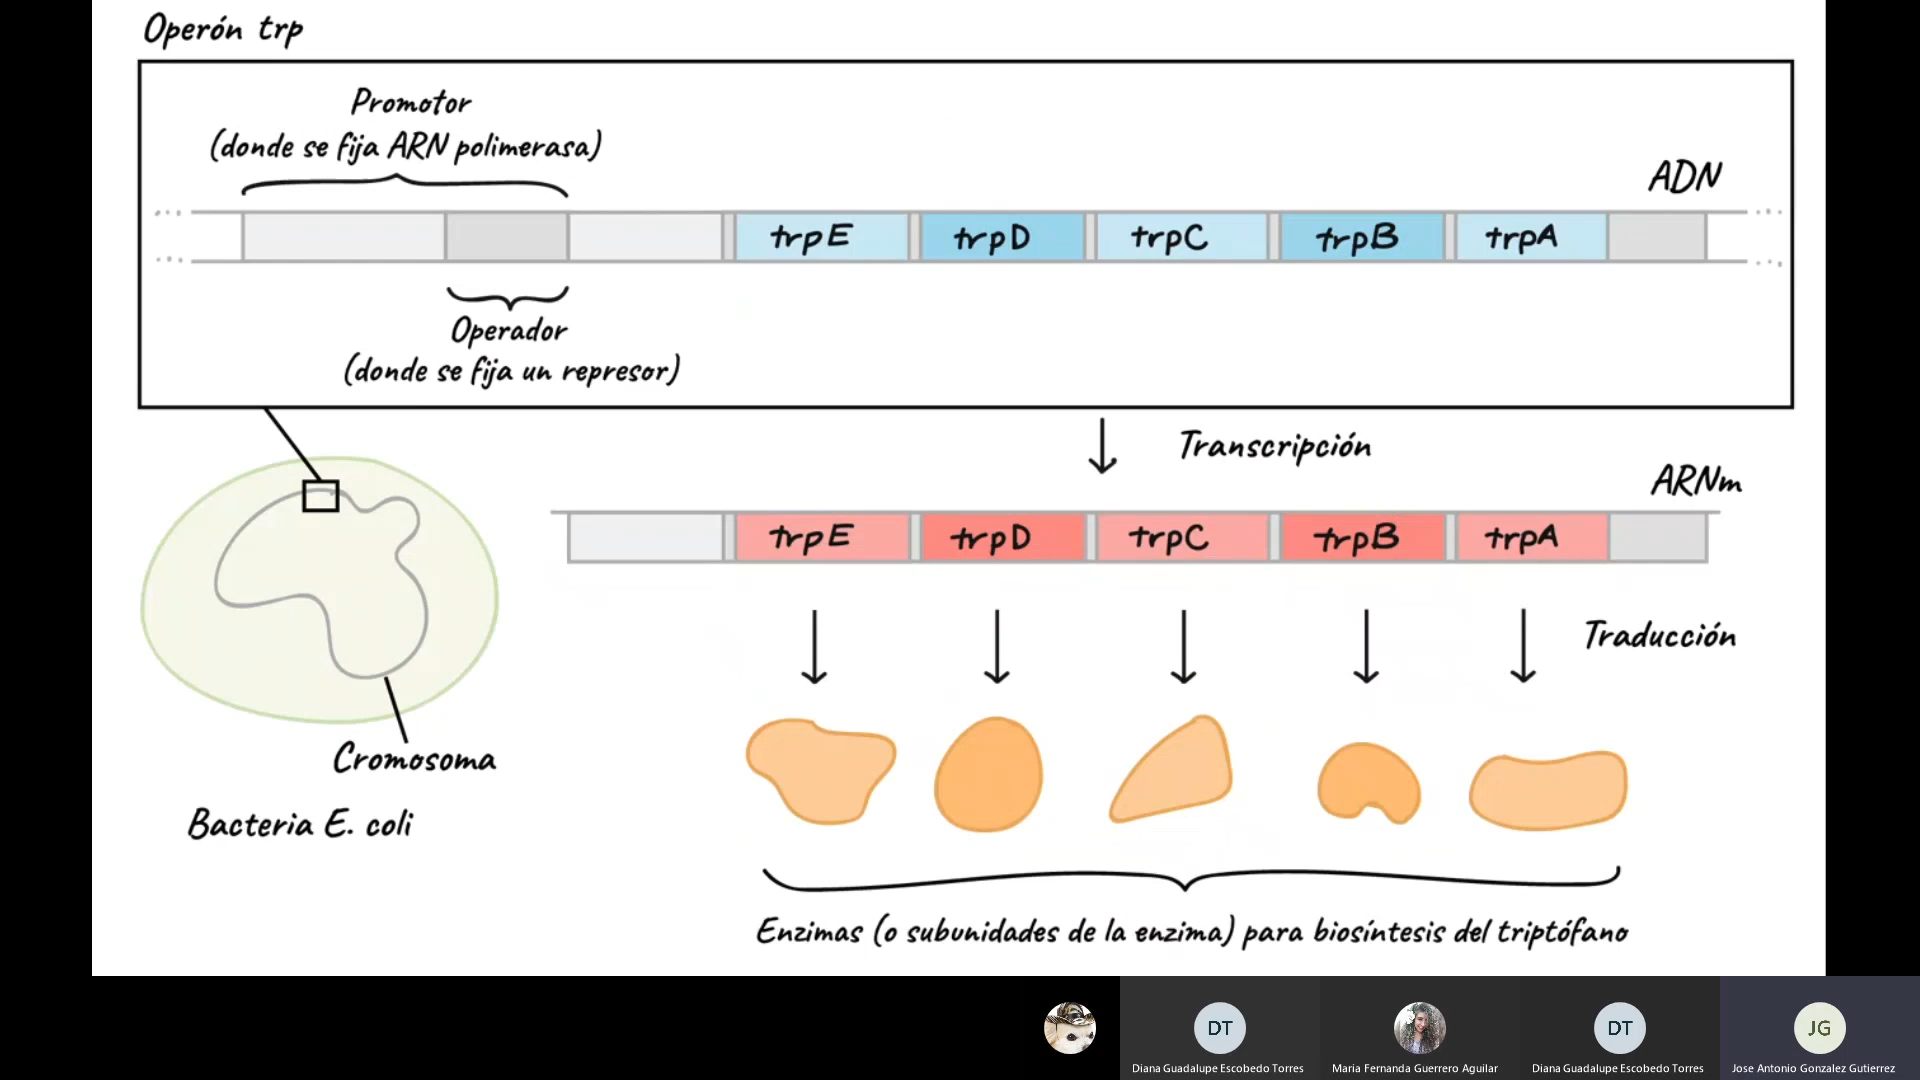 Operón trp
Promotor
(donde se fija ARN polimerasa)
ADN
trpE trpD trpC trpB trpA
Operador
(donde se fija un represor)
Transcripción
ARNm
trpE trpD trpC trpB trpA
Traducción
Cromosoma
Bacteria E. coli
Enzimas (o subunidades de la enzima) para biosíntesis del triptófano
DT DT JG
Diana Guadalupe Escobedo Torres Maria Fernanda Guerrero Aguilar Diana Guadalupe Escobedo Torres Jose Antonio Gonzalez Gutierrez